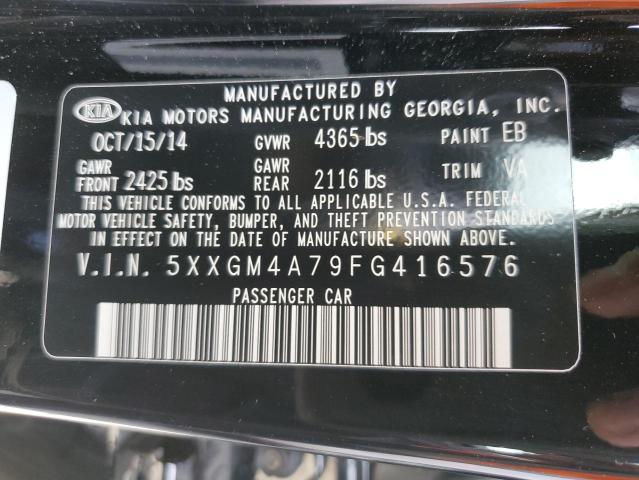 MANUFACTURED BY
KIA KIA MOTORS MANUFACTURING GEORGIA, INC.
OCT/15/14 GVWR 4365 lbs PAINT EB
GAWR FRONT 2425 lbs GAWR REAR 2116 lbs TRIM VA
THIS VEHICLE CONFORMS TO ALL APPLICABLE U.S.A. FEDERAL
MOTOR VEHICLE SAFETY, BUMPER, AND THEFT PREVENTION STANDARDS
IN EFFECT ON THE DATE OF MANUFACTURE SHOWN ABOVE.
V.I.N. 5XXGM4A79FG416576
PASSENGER CAR